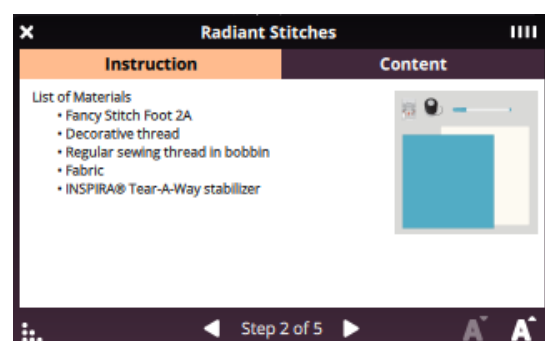 Radiant Stitches
Instruction
Content
List of Materials
• Fancy Stitch Foot 2A
• Decorative thread
• Regular sewing thread in bobbin
• Fabric
• INSPIRA® Tear-A-Way stabilizer
Step 2 of 5
A A